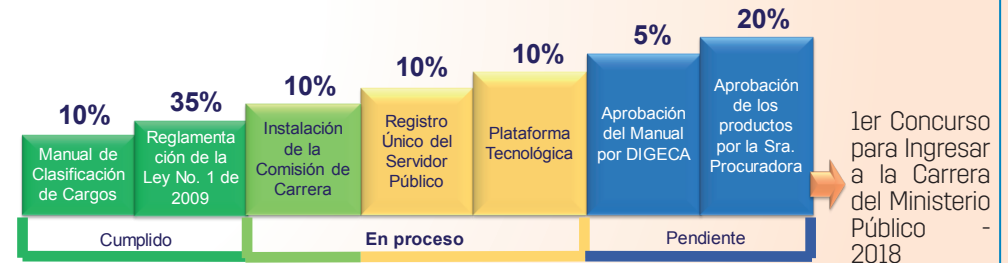 10%
Manual de
Clasificación
de Cargos
35%
Reglamenta
ción de la
Ley No. 1 de
2009
10%
Instalación
de la
Comisión de
Carrera
10%
Registro
Único del
Servidor
Público
10%
Plataforma
Tecnológica
5%
Aprobación
del Manual
por DIGECA
20%
Aprobación
de los
productos
por la Sra.
Procuradora
Cumplido
En proceso
Pendiente
1er Concurso
para Ingresar
a la Carrera
del Ministerio
Público -
2018